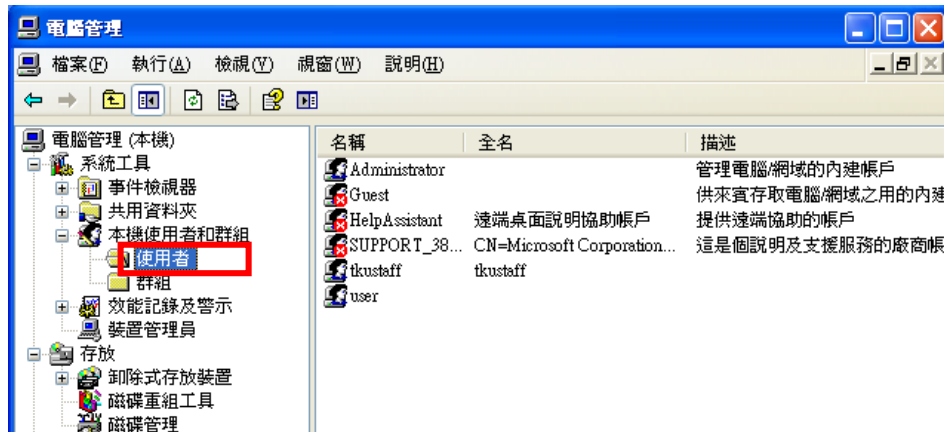 電腦管理
檔案(F) 執行(A) 檢視(V) 視窗(W) 說明(H)
電腦管理 (本機)
系統工具
事件檢視器
共用資料夾
本機使用者和群組
使用者
群組
效能記錄及警示
裝置管理員
存放
卸除式存放裝置
磁碟重組工具
磁碟管理
名稱 全名 描述
Administrator 管理電腦/網域的內建帳戶
Guest 供來賓存取電腦/網域之用的內建
HelpAssistant 遠端桌面說明協助帳戶 提供遠端協助的帳戶
SUPPORT_38... CN=Microsoft Corporation... 這是個說明及支援服務的廠商帳
tkustaff tkustaff
user